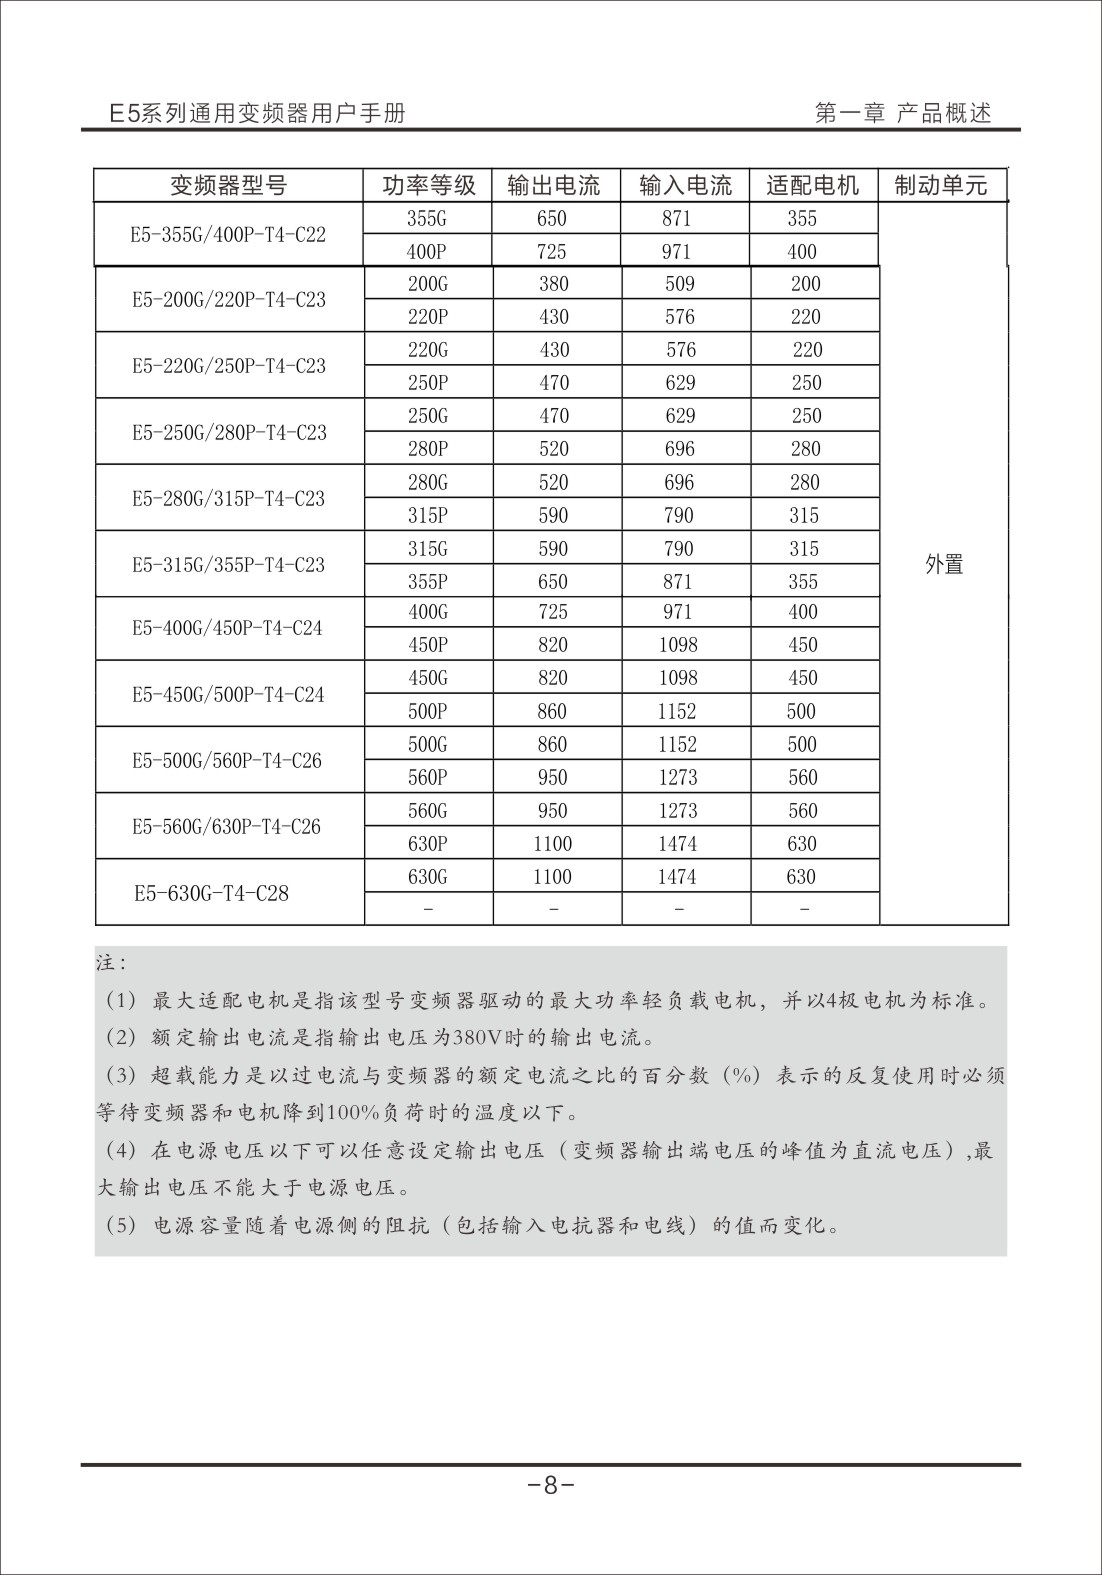 E5系列通用变频器用户手册 第一章 产品概述
变频器型号 功率等级 输出电流 输入电流 适配电机 制动单元
E5-355G/400P-T4-C22 355G 650 871 355
400P 725 971 400
E5-200G/220P-T4-C23 200G 380 509 200
220P 430 576 220
E5-220G/250P-T4-C23 220G 430 576 220
250P 470 629 250
E5-250G/280P-T4-C23 250G 470 629 250
280P 520 696 280
E5-280G/315P-T4-C23 280G 520 696 280
315P 590 790 315
E5-315G/355P-T4-C23 315G 590 790 315 外置
355P 650 871 355
E5-400G/450P-T4-C24 400G 725 971 400
450P 820 1098 450
E5-450G/500P-T4-C24 450G 820 1098 450
500P 860 1152 500
E5-500G/560P-T4-C26 500G 860 1152 500
560P 950 1273 560
E5-560G/630P-T4-C26 560G 950 1273 560
630P 1100 1474 630
E5-630G-T4-C28 630G 1100 1474 630
- - - -
注：
（1）最大适配电机是指该型号变频器驱动的最大功率轻负载电机，并以4极电机为标准。
（2）额定输出电流是指输出电压为380V时的输出电流。
（3）超载能力是以过电流与变频器的额定电流之比的百分数（%）表示的反复使用时必须
等待变频器和电机降到100%负荷时的温度以下。
（4）在电源电压以下可以任意设定输出电压（变频器输出端电压的峰值为直流电压）,最
大输出电压不能大于电源电压。
（5）电源容量随着电源侧的阻抗（包括输入电抗器和电线）的值而变化。
-8-